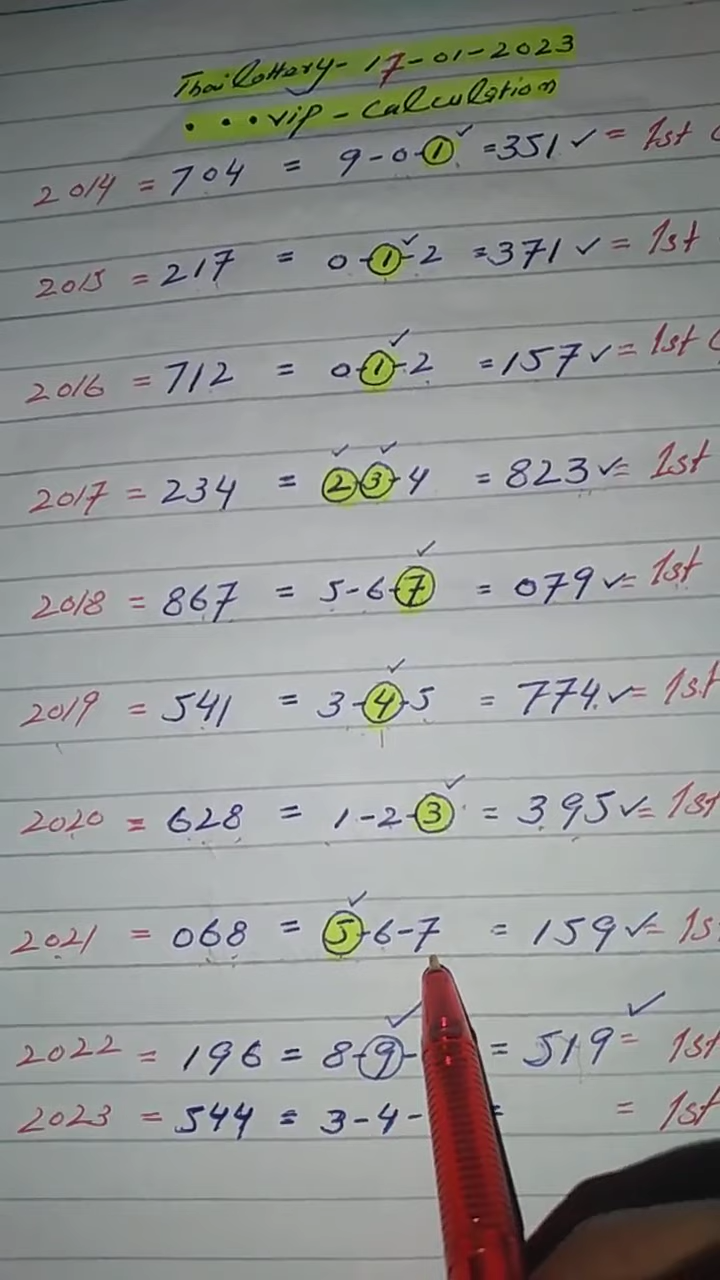 Thai Lottery - 17-01-2023
• • • vip - Calculation
2014 = 704 = 9-0-1 ✓ = 351 ✓ = 1st
2015 = 217 = 0-1-2 ✓ = 371 ✓ = 1st
2016 = 712 = 0-1-2 ✓ = 157 ✓ = 1st
2017 = 234 = 2-3-4 ✓ ✓ = 823 ✓ = 1st
2018 = 867 = 5-6-7 ✓ = 079 ✓ = 1st
2019 = 541 = 3-4-5 ✓ = 774 ✓ = 1st
2020 = 628 = 1-2-3 ✓ = 395 ✓ = 1st
2021 = 068 = 5-6-7 ✓ = 159 ✓ = 1s
2022 = 196 = 8-9- ✓ = 519 ✓ = 1st
2023 = 544 = 3-4- = = 1st